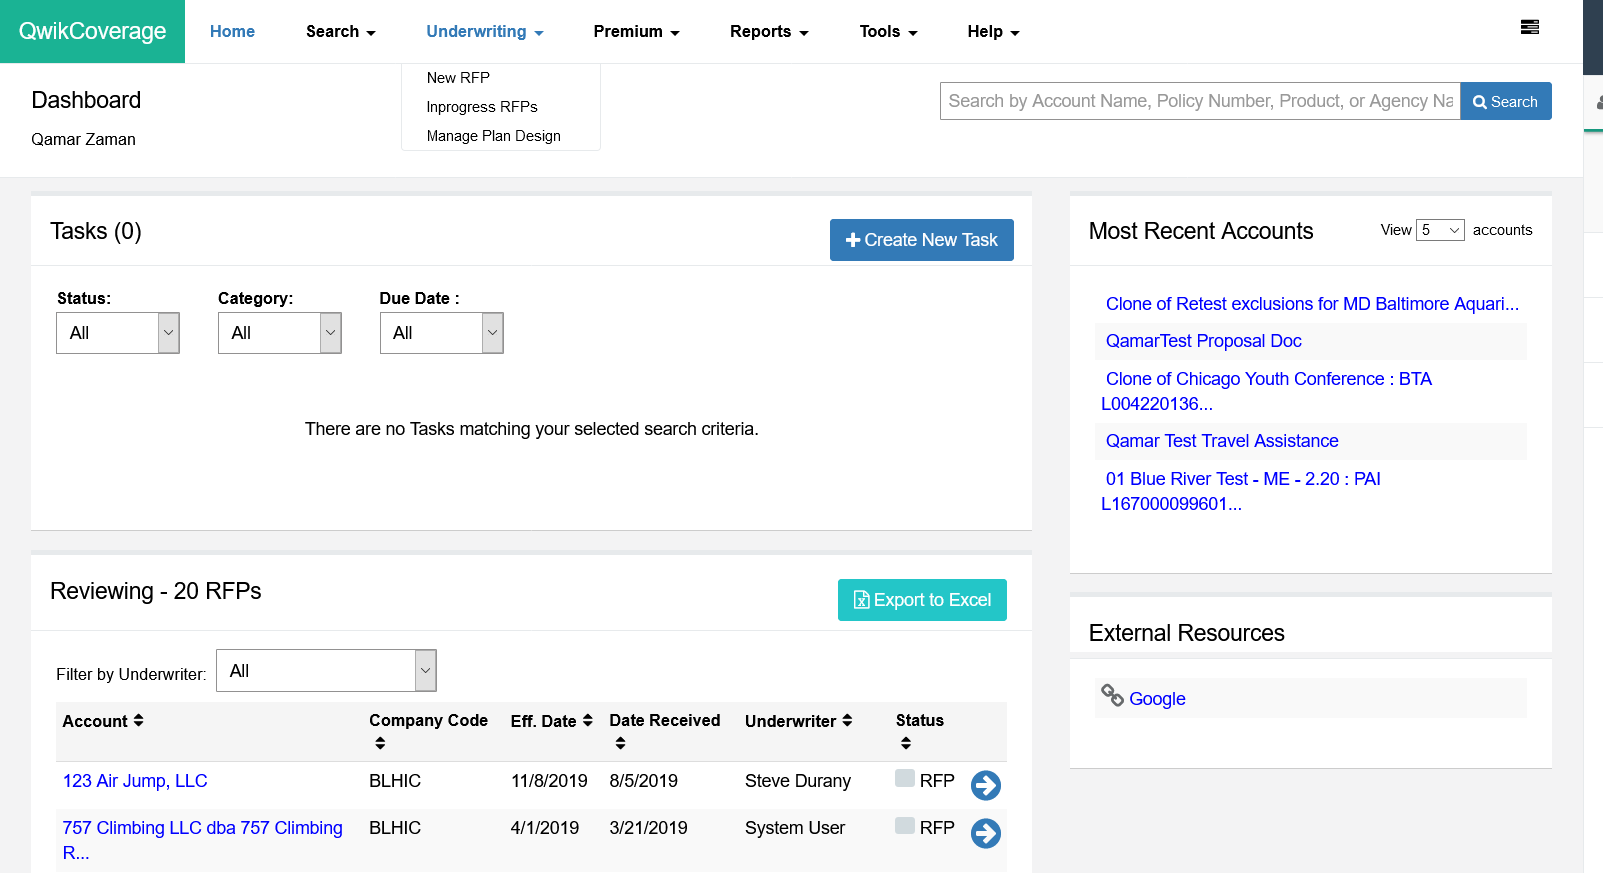 QwikCoverage
Home
Search
Underwriting
Premium
Reports
Tools
Help
New RFP
Inprogress RFPs
Manage Plan Design
Dashboard
Qamar Zaman
Search by Account Name, Policy Number, Product, or Agency Na
Search
Tasks (0)
Create New Task
Status:
Category:
Due Date :
All
All
All
There are no Tasks matching your selected search criteria.
Most Recent Accounts
View 5 accounts
Clone of Retest exclusions for MD Baltimore Aquari...
QamarTest Proposal Doc
Clone of Chicago Youth Conference : BTA
L004220136...
Qamar Test Travel Assistance
01 Blue River Test - ME - 2.20 : PAI
L167000099601...
Reviewing - 20 RFPs
Export to Excel
Filter by Underwriter: All
Account Company Code Eff. Date Date Received Underwriter Status
123 Air Jump, LLC BLHIC 11/8/2019 8/5/2019 Steve Durany RFP
757 Climbing LLC dba 757 Climbing BLHIC 4/1/2019 3/21/2019 System User RFP
R...
External Resources
Google